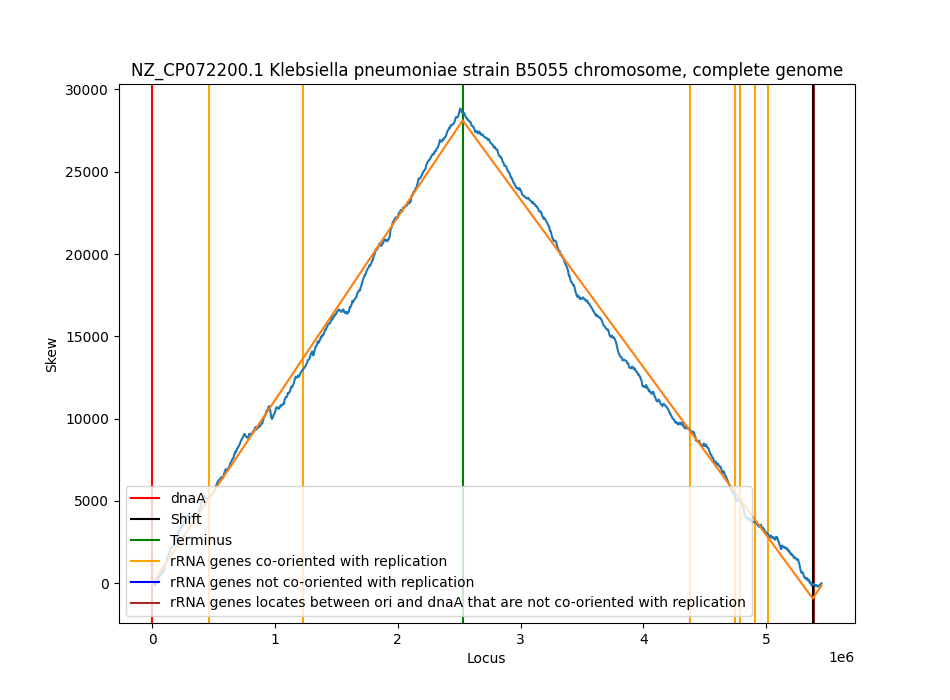 NZ_CP072200.1 Klebsiella pneumoniae strain B5055 chromosome, complete genome
30000
25000
20000
15000
10000
5000
0
Skew
dnaA
Shift
Terminus
rRNA genes co-oriented with replication
rRNA genes not co-oriented with replication
rRNA genes locates between ori and dnaA that are not co-oriented with replication
0 1 2 3 4 5
1e6
Locus